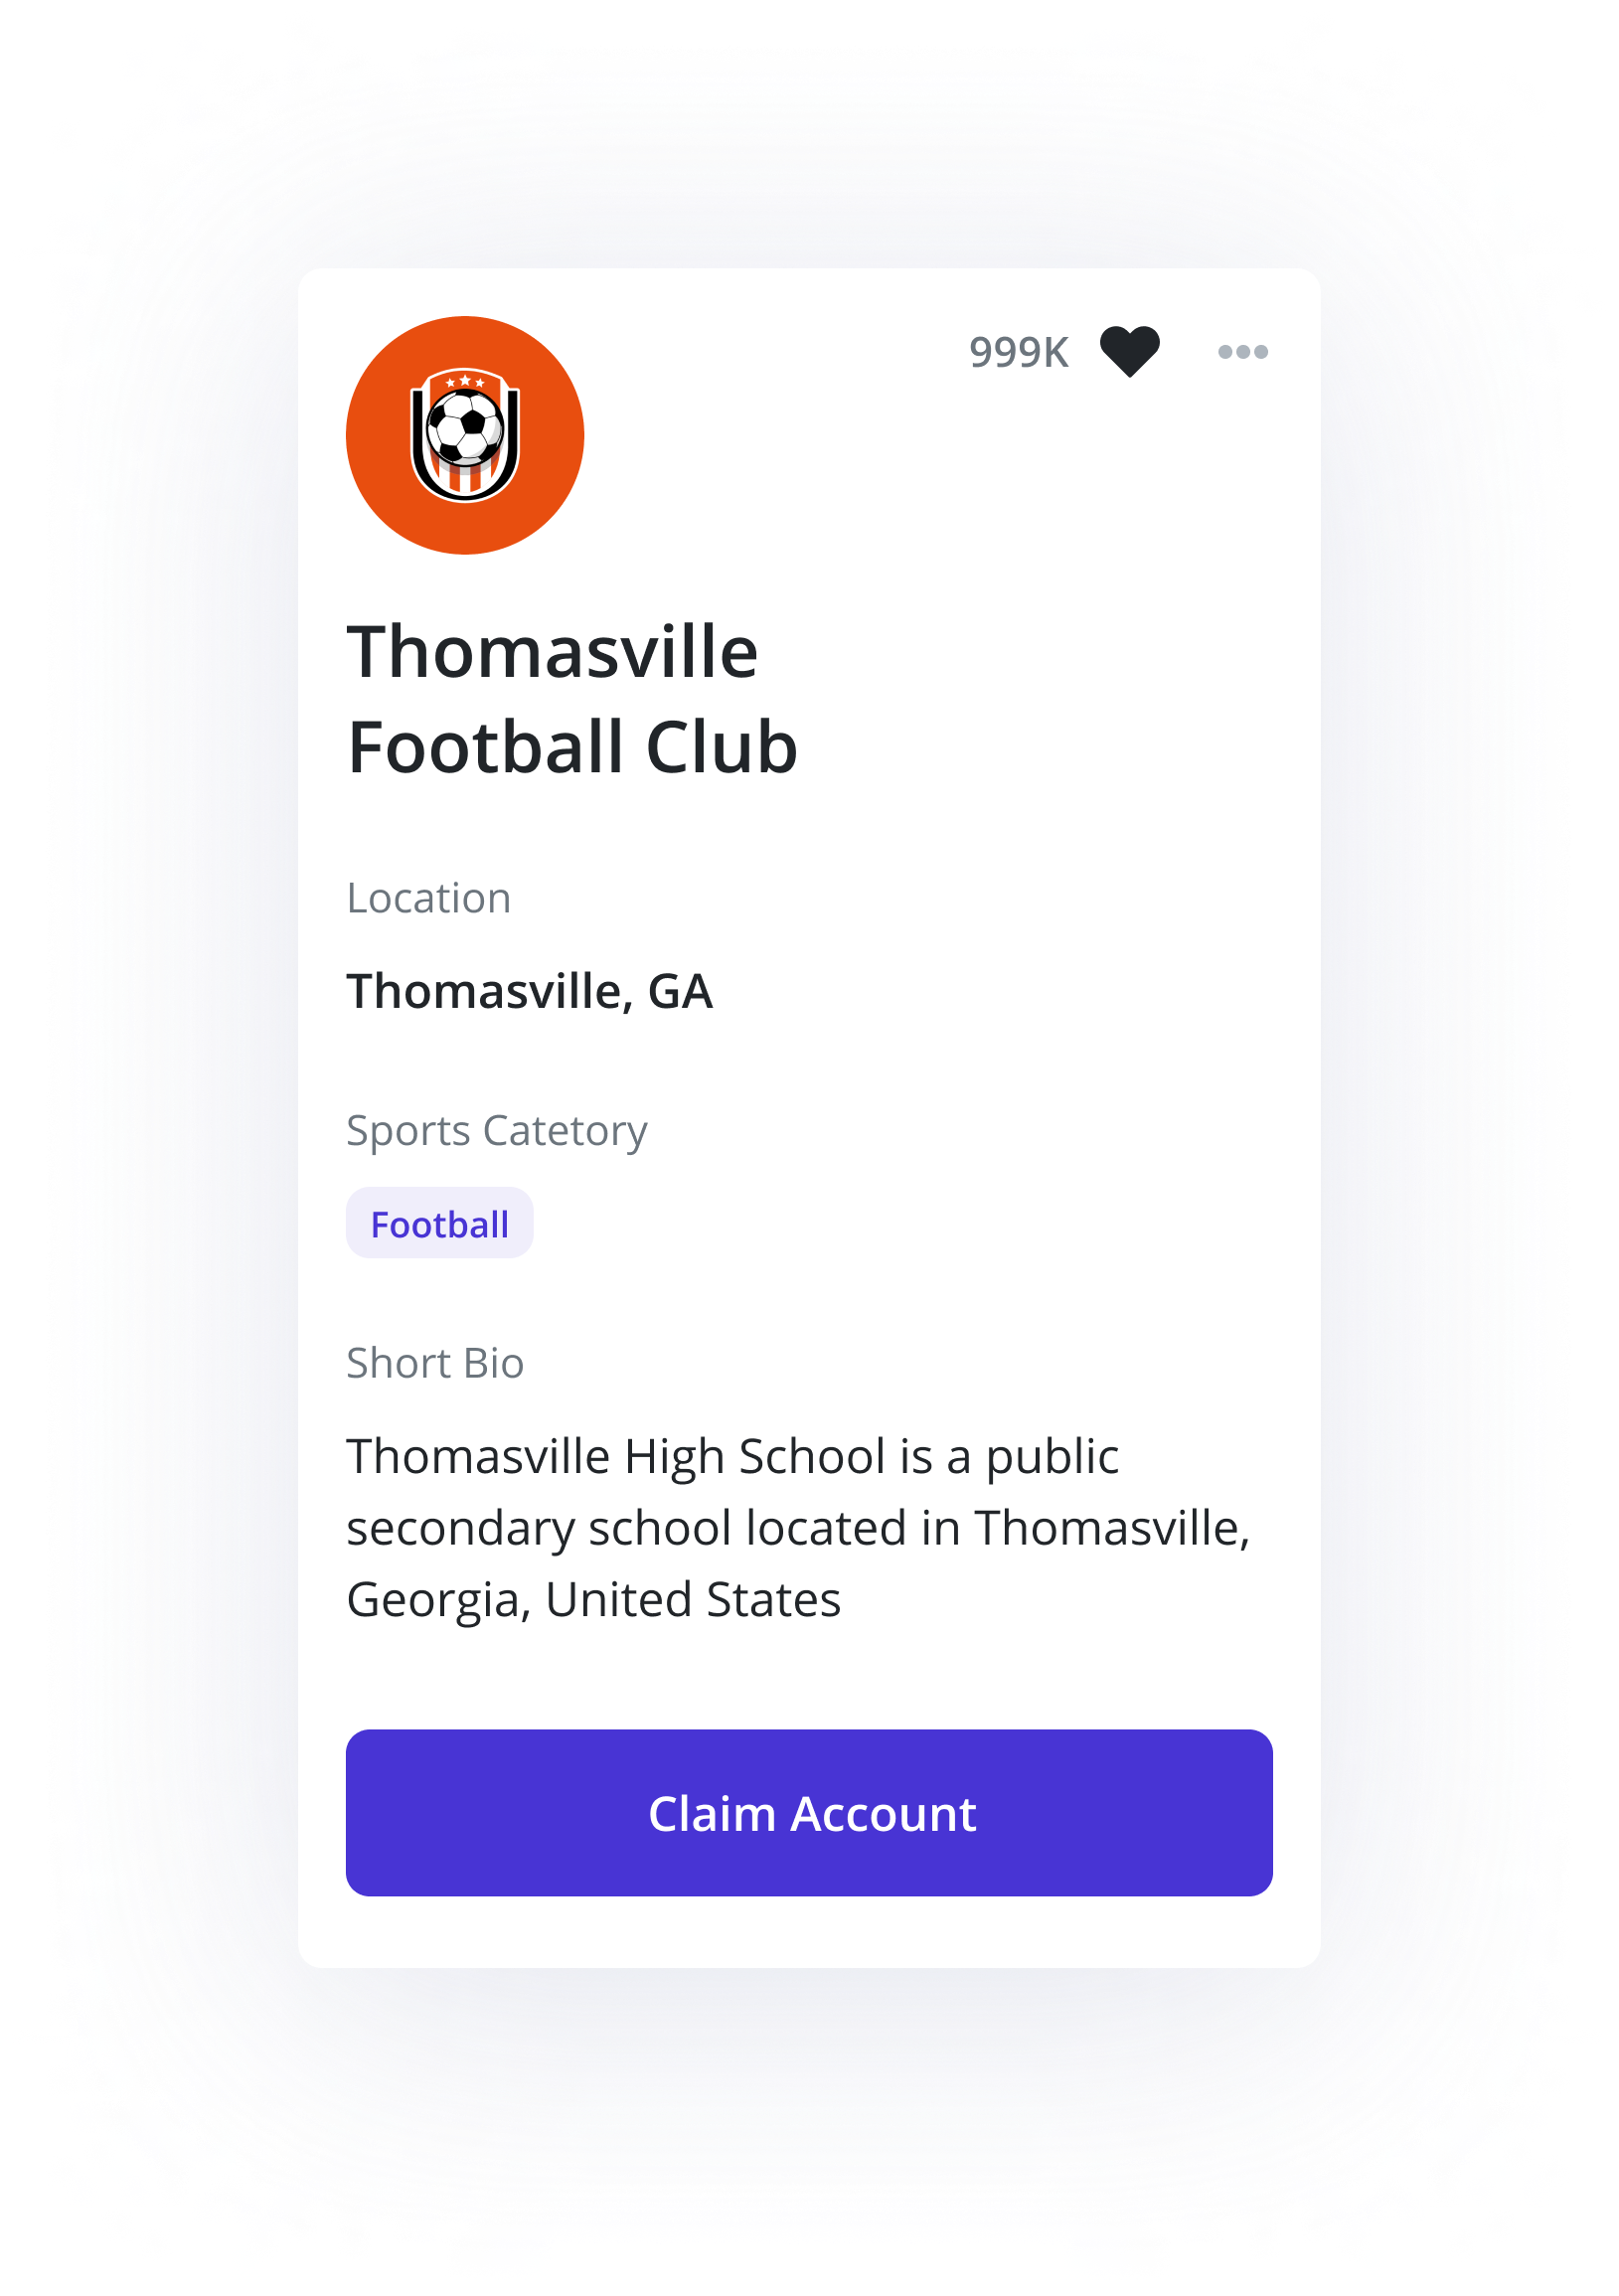 999K
Thomasville
Football Club
Location
Thomasville, GA
Sports Catetory
Football
Short Bio
Thomasville High School is a public
secondary school located in Thomasville,
Georgia, United States
Claim Account